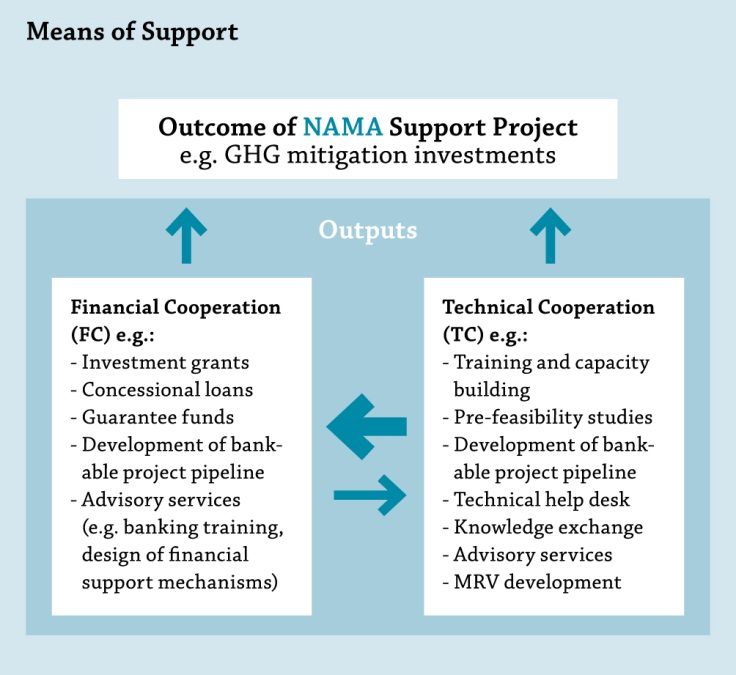 Means of Support
Outcome of NAMA Support Project
e.g. GHG mitigation investments
Outputs
Financial Cooperation
(FC) e.g.:
- Investment grants
- Concessional loans
- Guarantee funds
- Development of bank-
able project pipeline
- Advisory services
(e.g. banking training,
design of financial
support mechanisms)
Technical Cooperation
(TC) e.g.:
- Training and capacity
building
- Pre-feasibility studies
- Development of bank-
able project pipeline
- Technical help desk
- Knowledge exchange
- Advisory services
- MRV development